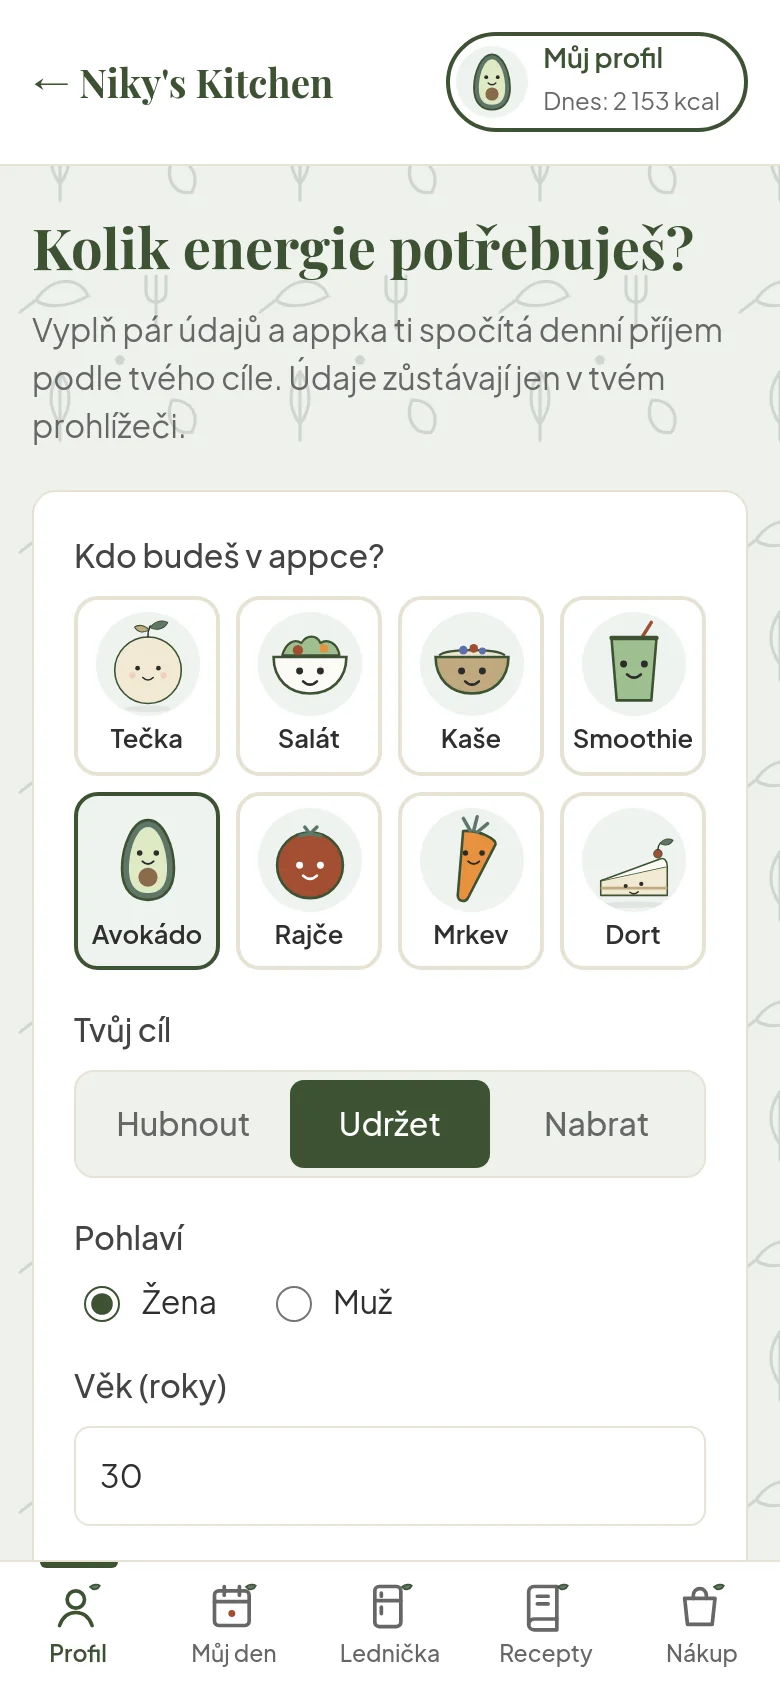 ← Niky's Kitchen
Můj profil
Dnes: 2 153 kcal
Kolik energie potřebuješ?
Vyplň pár údajů a appka ti spočítá denní příjem
podle tvého cíle. Údaje zůstávají jen v tvém
prohlížeči.
Kdo budeš v appce?
Tečka Salát Kaše Smoothie
Avokádo Rajče Mrkev Dort
Tvůj cíl
Hubnout Udržet Nabrat
Pohlaví
Žena Muž
Věk (roky)
30
Profil Můj den Lednička Recepty Nákup